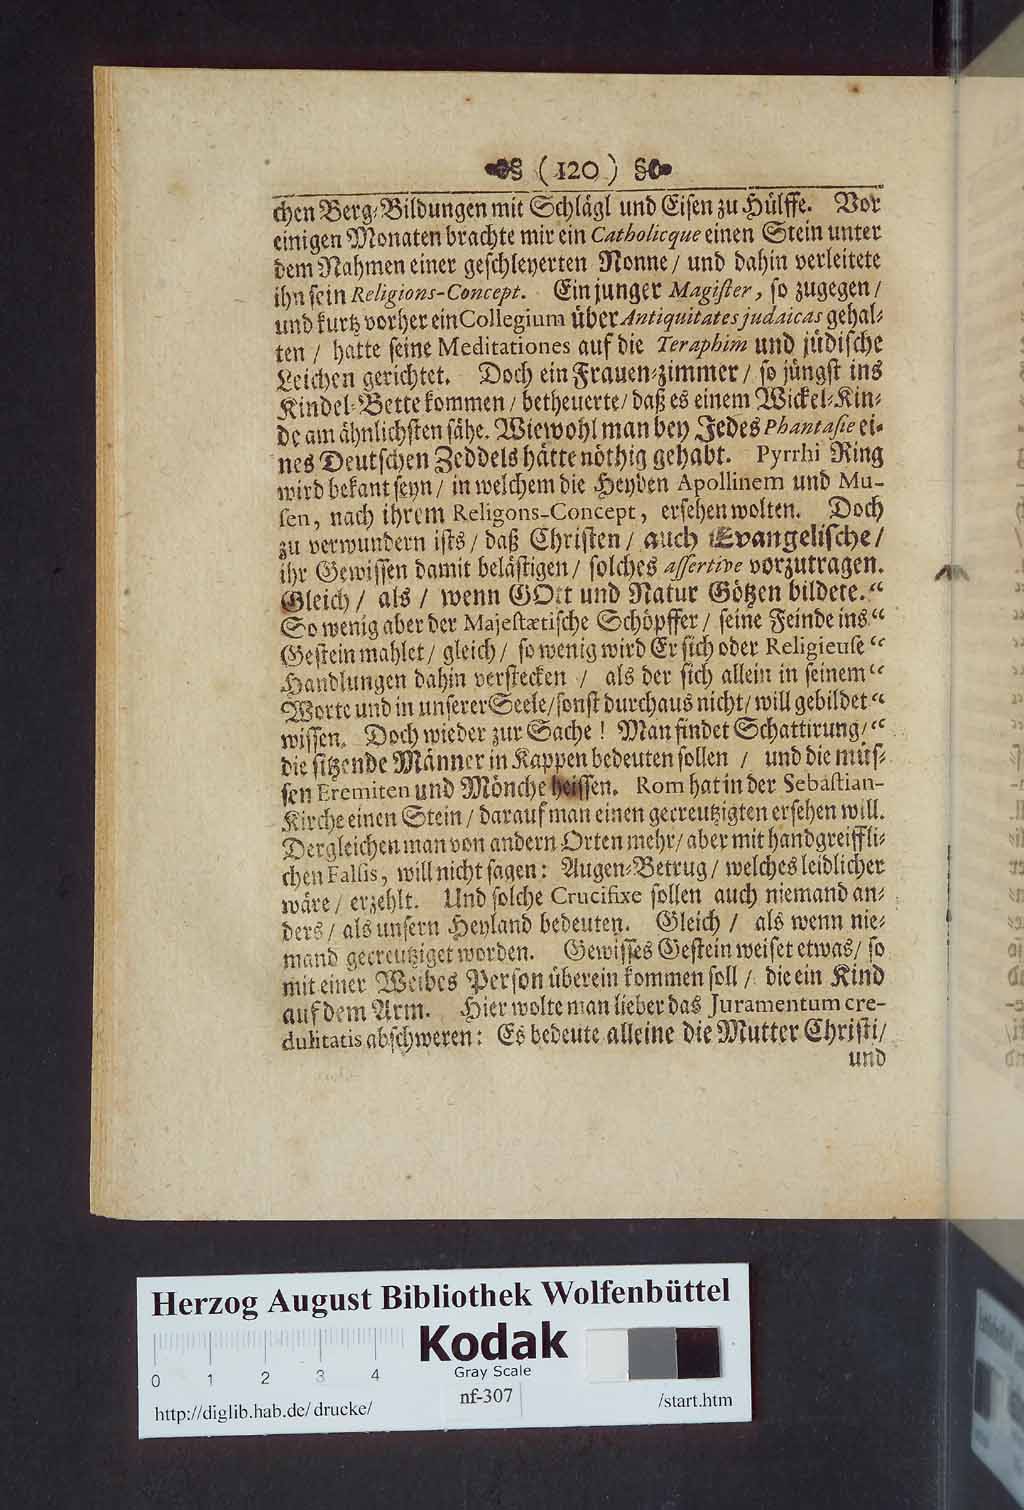 (120)
chen Berg-Bildungen mit Schlägl und Eisen zu Hülffe. Vor
einigen Monaten brachte mir ein Catholicque einen Stein unter
dem Nahmen einer geschleyerten Nonne / und dahin verleitete
ihn sein Religions-Concept. Ein junger Magister, so zugegen /
und kurtz vorher ein Collegium über Antiquitates judaicas gehal-
ten / hatte seine Meditationes auf die Teraphim und jüdische
Leichen gerichtet. Doch ein Frauen-zimmer / so jüngst ins
Kindel-Bette kommen / betheuerte / daß es einem Wickel-Kin-
de am ähnlichsten sähe. Wiewohl man bey Jedes Phantasie ei-
nes Deutschen Zeddels hätte nöthig gehabt. Pyrrhi Ring
wird bekant seyn / in welchem die Heyden Apollinem und Mu-
sen, nach ihrem Religons-Concept, ersehen wolten. Doch
zu verwundern ists / daß Christen / auch Evangelische /
ihr Gewissen damit belästigen / solches assertive vorzutragen.
Gleich / als / wenn GOtt und Natur Götzen bildete.“
So wenig aber der Majestætische Schöpffer / seine Feinde ins“
Gestein mahlet / gleich / so wenig wird Er sich oder Religieuse“
Handlungen dahin verstecken / als der sich allein in seinem“
Worte und in unserer Seele / sonst durchaus nicht / will gebildet“
wissen. Doch wieder zur Sache! Man findet Schattirung /“
die sitzende Männer in Kappen bedeuten sollen / und die müs-
sen Eremiten und Mönche heissen. Rom hat in der Sebastian-
Kirche einen Stein / darauf man einen gecreutzigten ersehen will.
Dergleichen man von andern Orten mehr / aber mit handgreiffli-
chen Falsis, will nicht sagen: Augen-Betrug / welches leidlicher
wäre / erzehlt. Und solche Crucifixe sollen auch niemand an-
ders / als unsern Heyland bedeuten. Gleich / als wenn nie-
mand gecreutziget worden. Gewisses Gestein weiset etwas / so
mit einer Weibes Person überein kommen soll / die ein Kind
auf dem Arm. Hier wolte man lieber das Juramentum cre-
dulitatis abschweren: Es bedeute alleine die Mutter Christi /
und
Herzog August Bibliothek Wolfenbüttel
Kodak
Gray Scale
0 1 2 3 4
nf-307
http://diglib.hab.de/drucke/ /start.htm